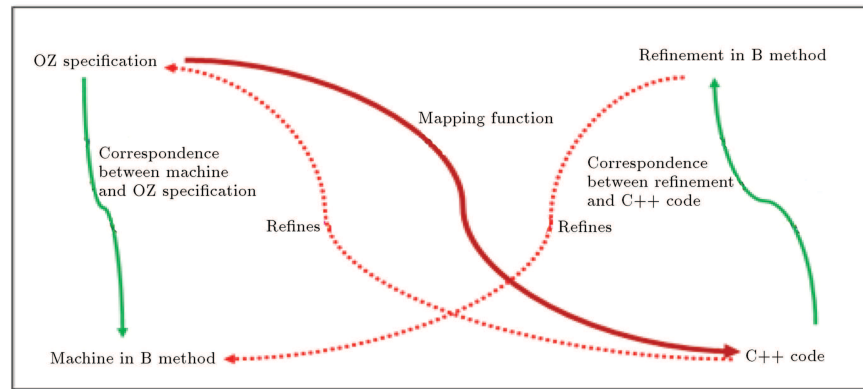 OZ specification
Refinement in B method
Mapping function
Correspondence
between machine
and OZ specification
Correspondence
between refinement
and C++ code
Refines
Refines
Machine in B method
C++ code